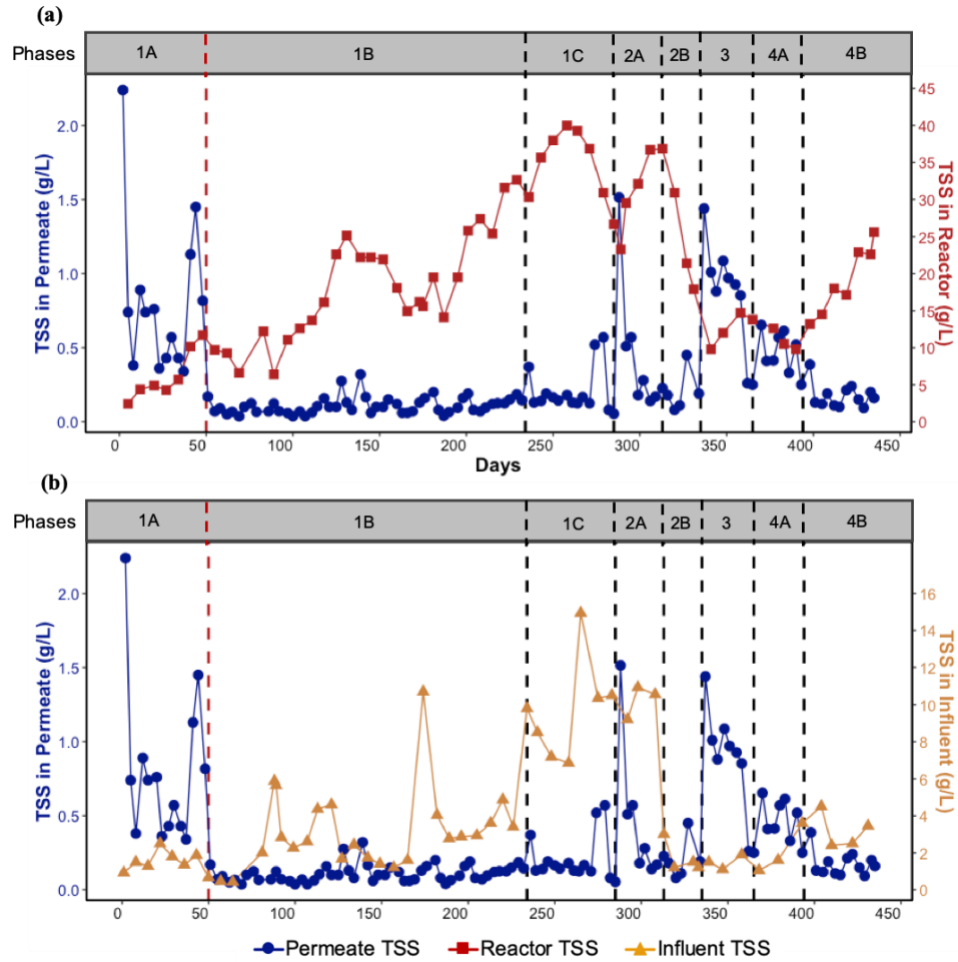 (a)
Phases 1A 1B 1C 2A 2B 3 4A 4B
TSS in Permeate (g/L)
2.0
1.5
1.0
0.5
0.0
TSS in Reactor (g/L)
45
40
35
30
25
20
15
10
5
0
0 50 100 150 200 250 300 350 400 450
Days
(b)
Phases 1A 1B 1C 2A 2B 3 4A 4B
TSS in Permeate (g/L)
2.0
1.5
1.0
0.5
0.0
TSS in Influent (g/L)
16
14
12
10
8
6
4
2
0
0 50 100 150 200 250 300 350 400 450
Permeate TSS Reactor TSS Influent TSS